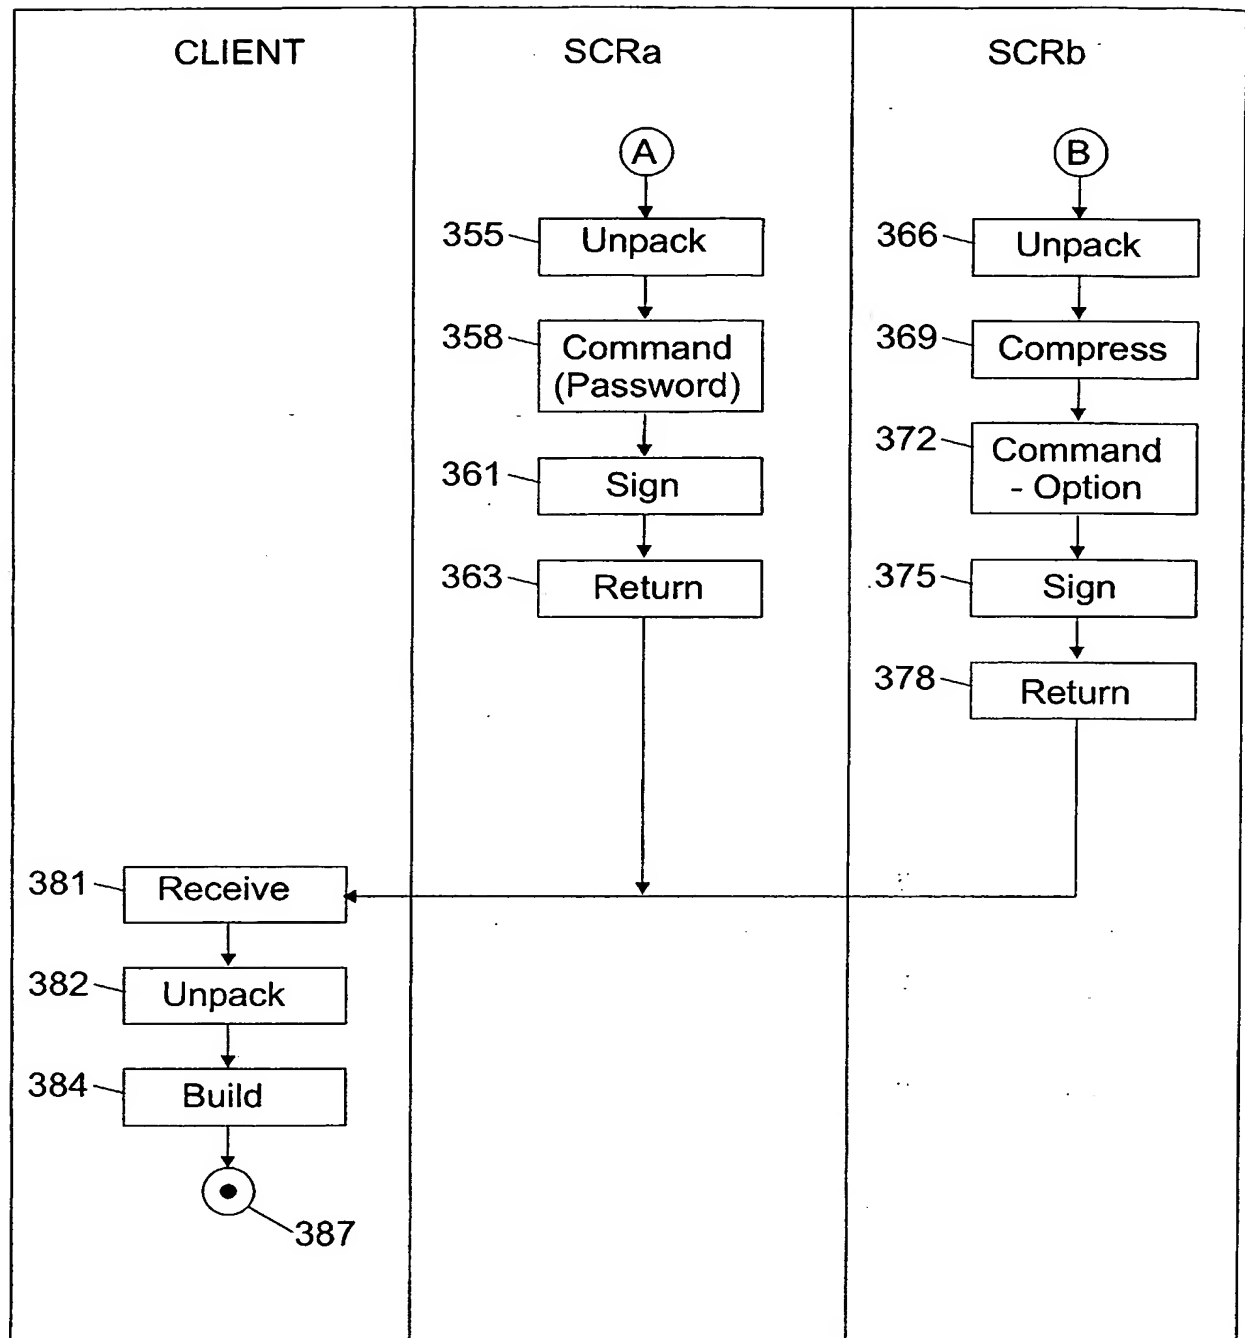 CLIENT
SCRa
SCRb
A
B
355
Unpack
366
Unpack
358
Command
(Password)
369
Compress
361
Sign
372
Command
- Option
363
Return
375
Sign
378
Return
381
Receive
382
Unpack
384
Build
387